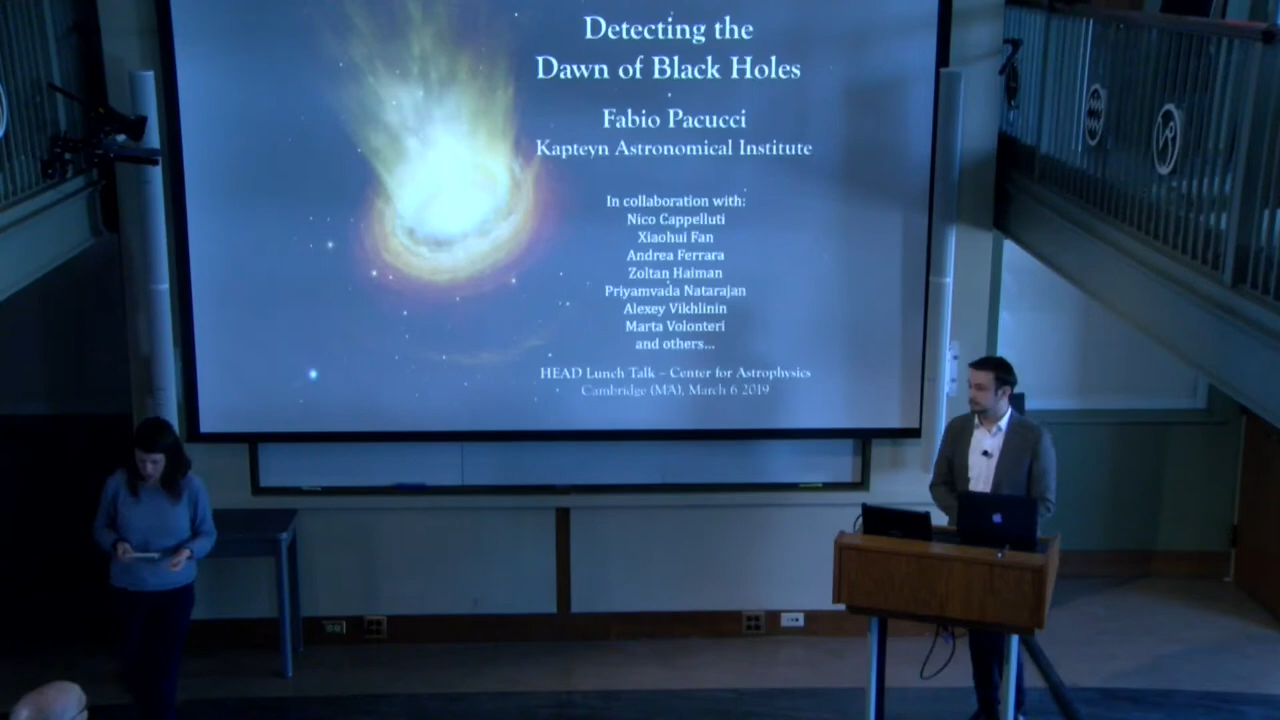 Detecting the
Dawn of Black Holes
Fabio Pacucci
Kapteyn Astronomical Institute
In collaboration with:
Nico Cappelluti
Xiaohui Fan
Andrea Ferrara
Zoltan Haiman
Priyamvada Natarajan
Alexey Vikhlinin
Marta Volonteri
and others...
HEAD Lunch Talk – Center for Astrophysics
Cambridge (MA), March 6 2019